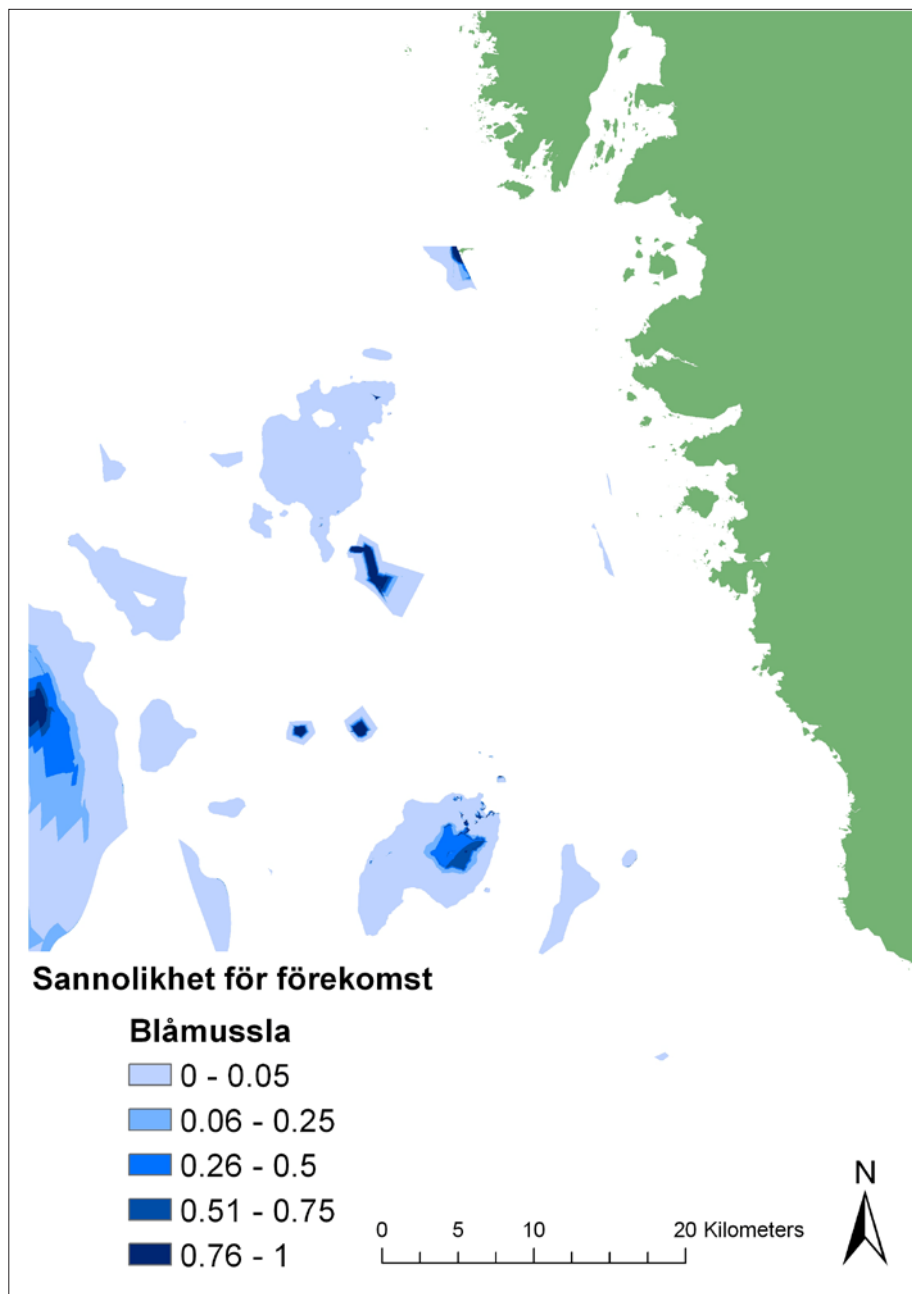 Sannolikhet för förekomst
Blåmussla
0 - 0.05
0.06 - 0.25
0.26 - 0.5
0.51 - 0.75
0.76 - 1
0 5 10 20 Kilometers
N